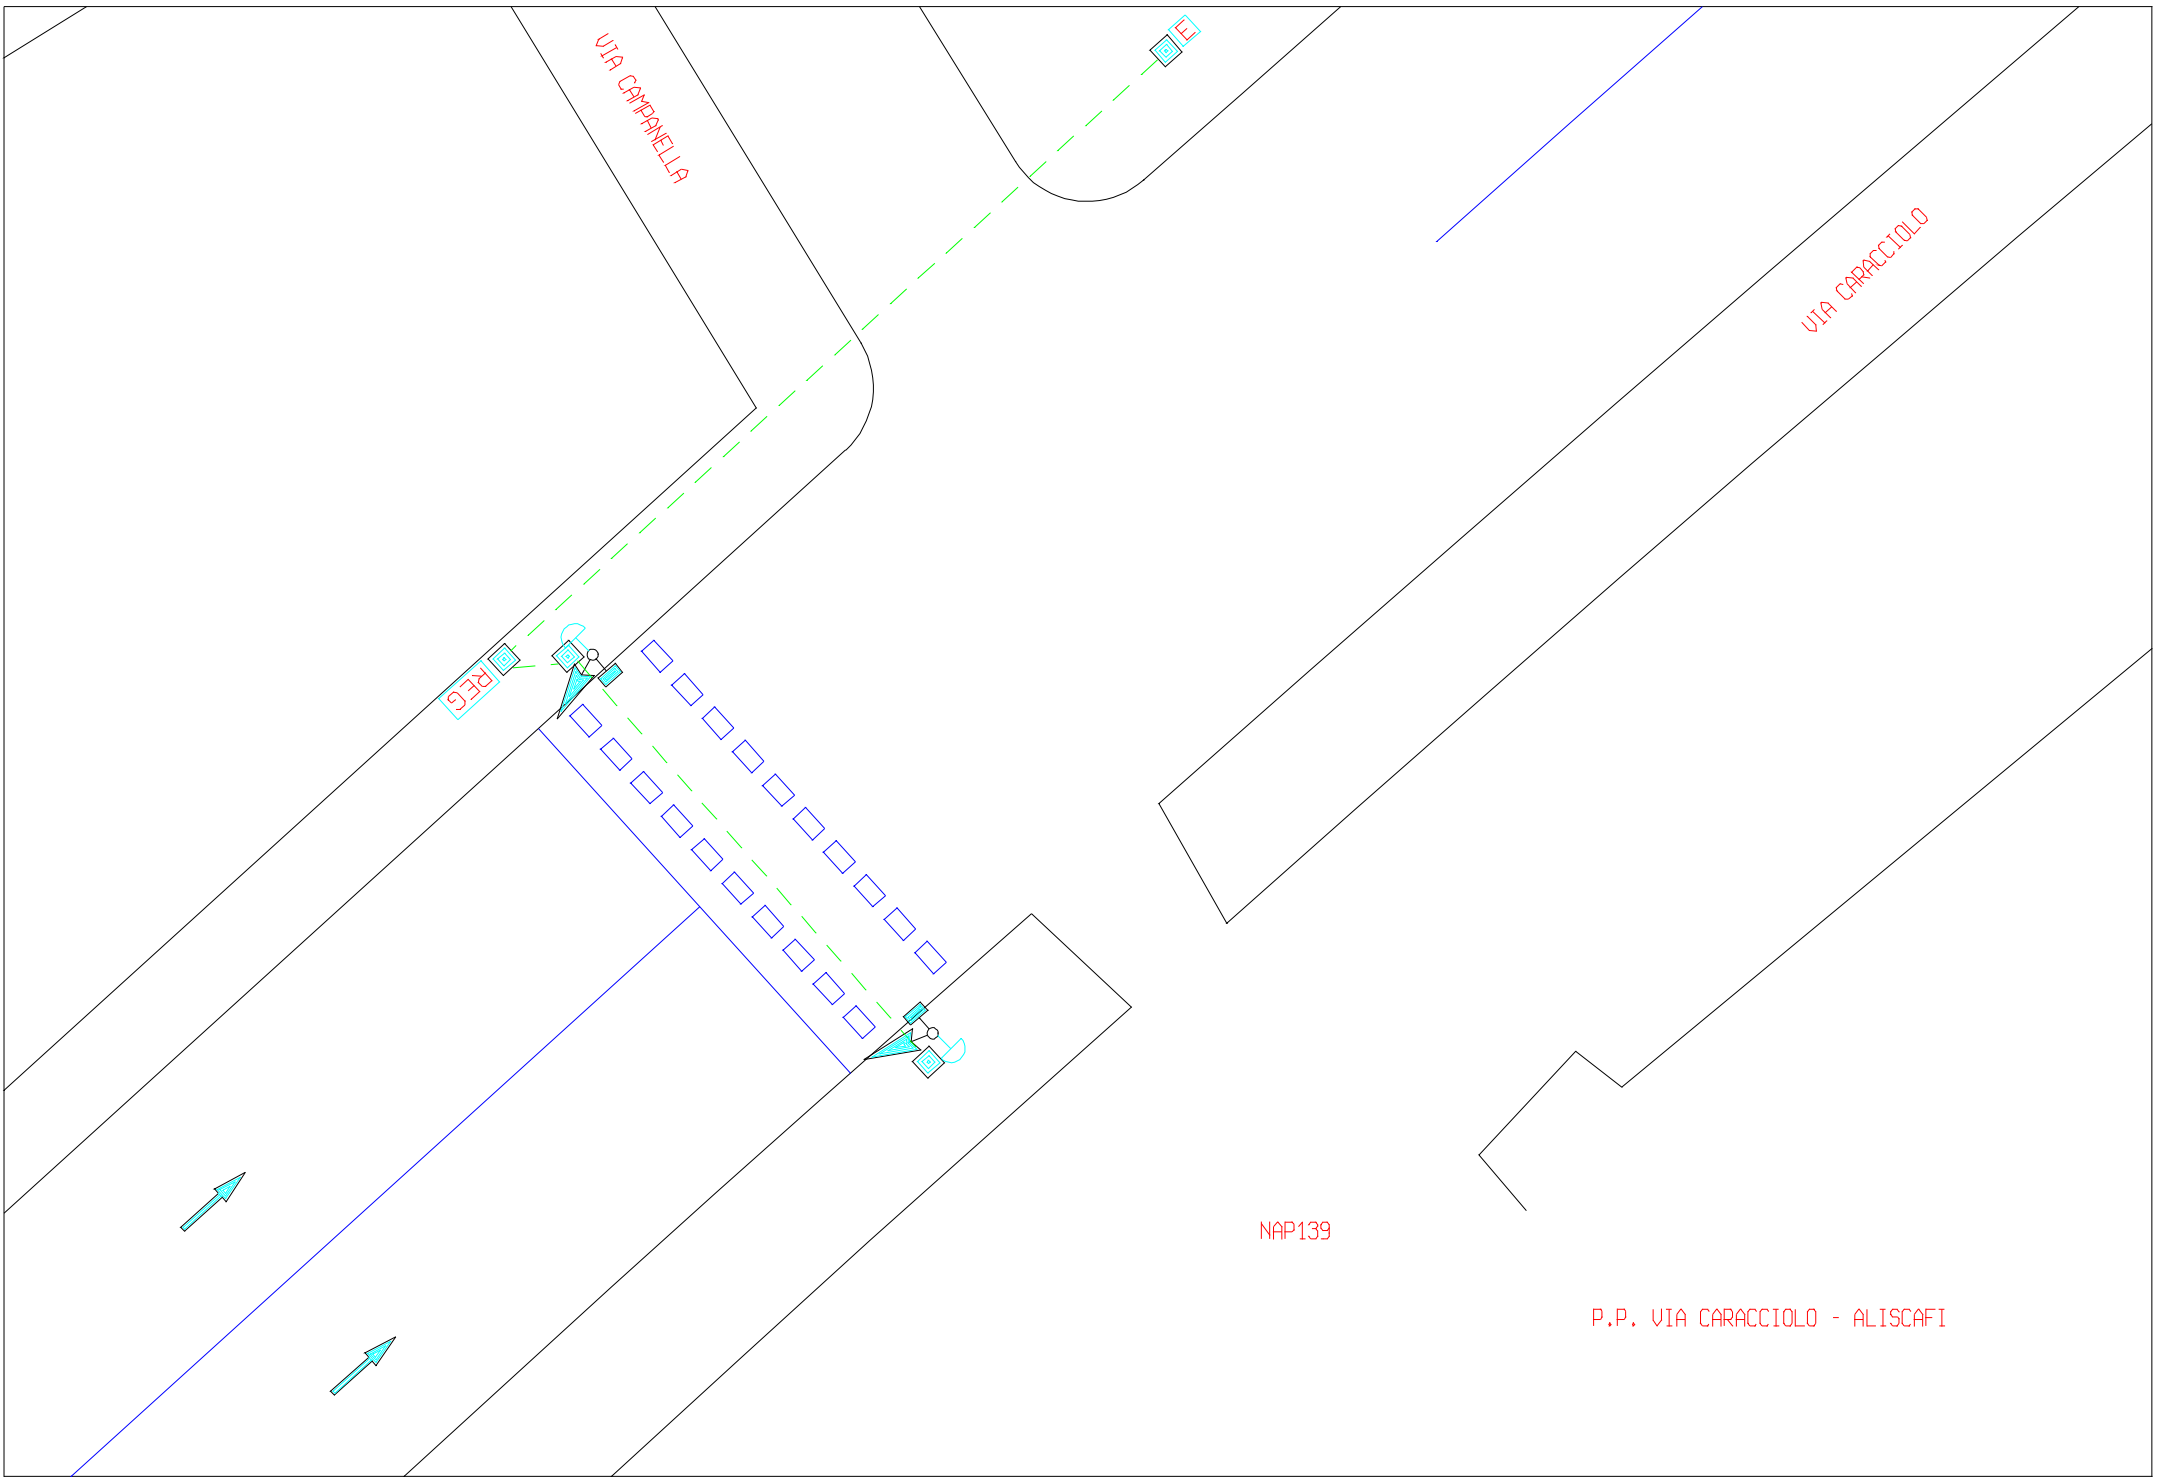 E
VIA CAMPANELLA
VIA CARACCIOLO
REG
NAP139
P.P. VIA CARACCIOLO - ALISCAFI